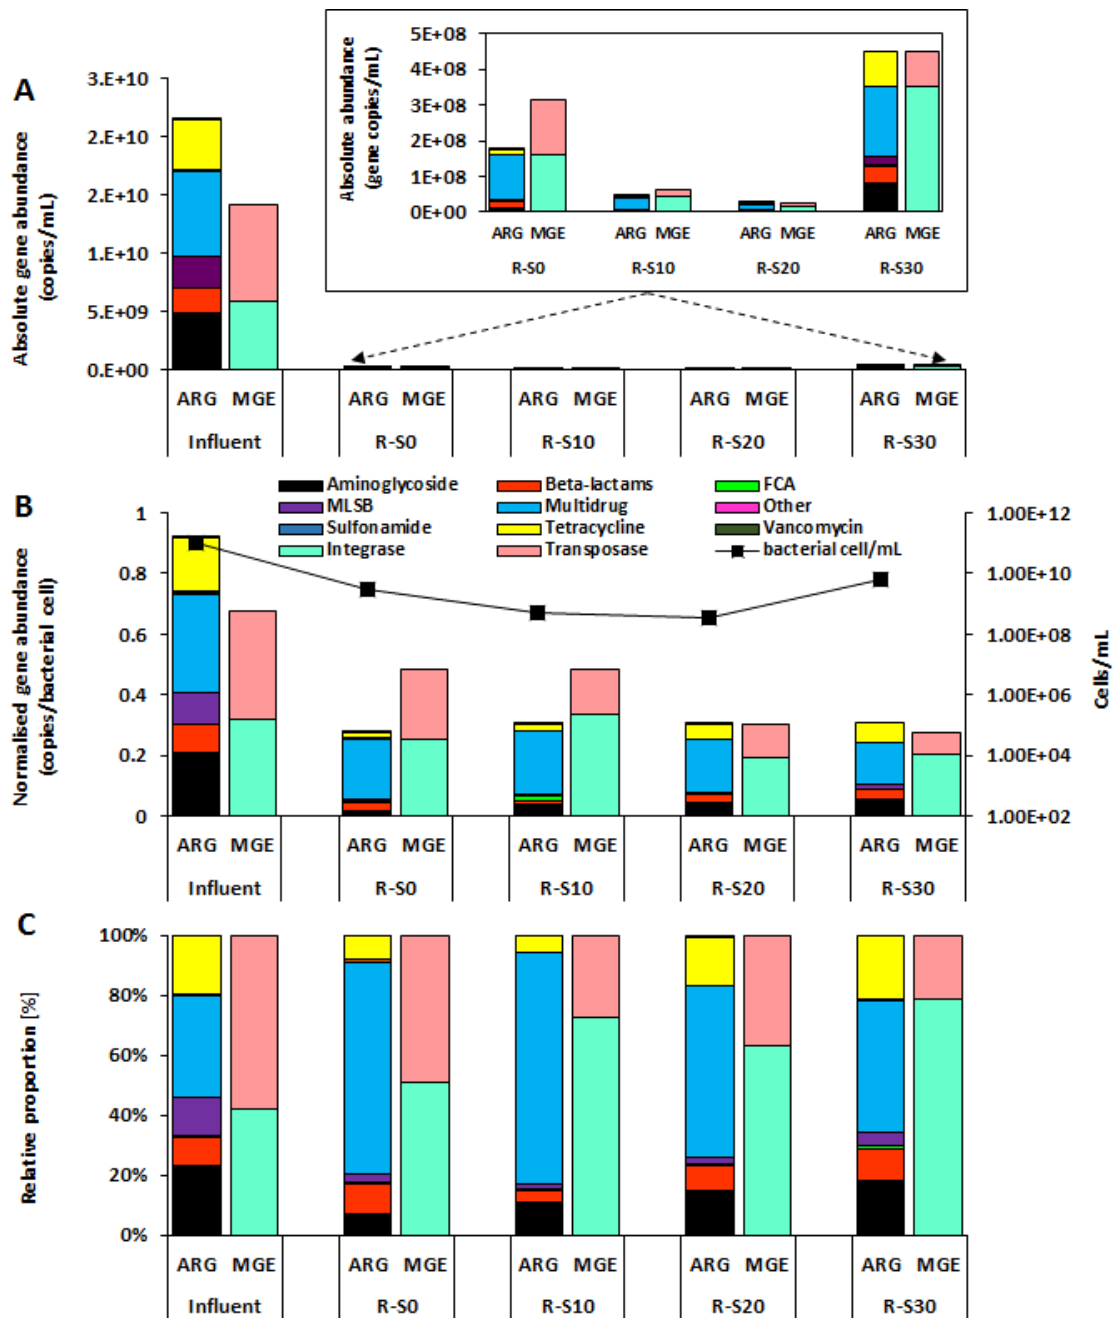 A
Absolute gene abundance
(copies/mL)
3.E+10
2.E+10
2.E+10
1.E+10
5.E+09
0.E+00
Absolute abundance
(gene copies/mL)
5E+08
4E+08
3E+08
2E+08
1E+08
0E+00
ARG MGE ARG MGE ARG MGE ARG MGE
R-S0 R-S10 R-S20 R-S30
ARG MGE ARG MGE ARG MGE ARG MGE ARG MGE
Influent R-S0 R-S10 R-S20 R-S30
B
Aminoglycoside Beta-lactams FCA
MLSB Multidrug Other
Sulfonamide Tetracycline Vancomycin
Integrase Transposase bacterial cell/mL
Normalised gene abundance
(copies/bacterial cell)
1
0.8
0.6
0.4
0.2
0
1.00E+12
1.00E+10
1.00E+08
1.00E+06
1.00E+04
1.00E+02
Cells/mL
ARG MGE ARG MGE ARG MGE ARG MGE ARG MGE
Influent R-S0 R-S10 R-S20 R-S30
C
Relative proportion [%]
100%
80%
60%
40%
20%
0%
ARG MGE ARG MGE ARG MGE ARG MGE ARG MGE
Influent R-S0 R-S10 R-S20 R-S30